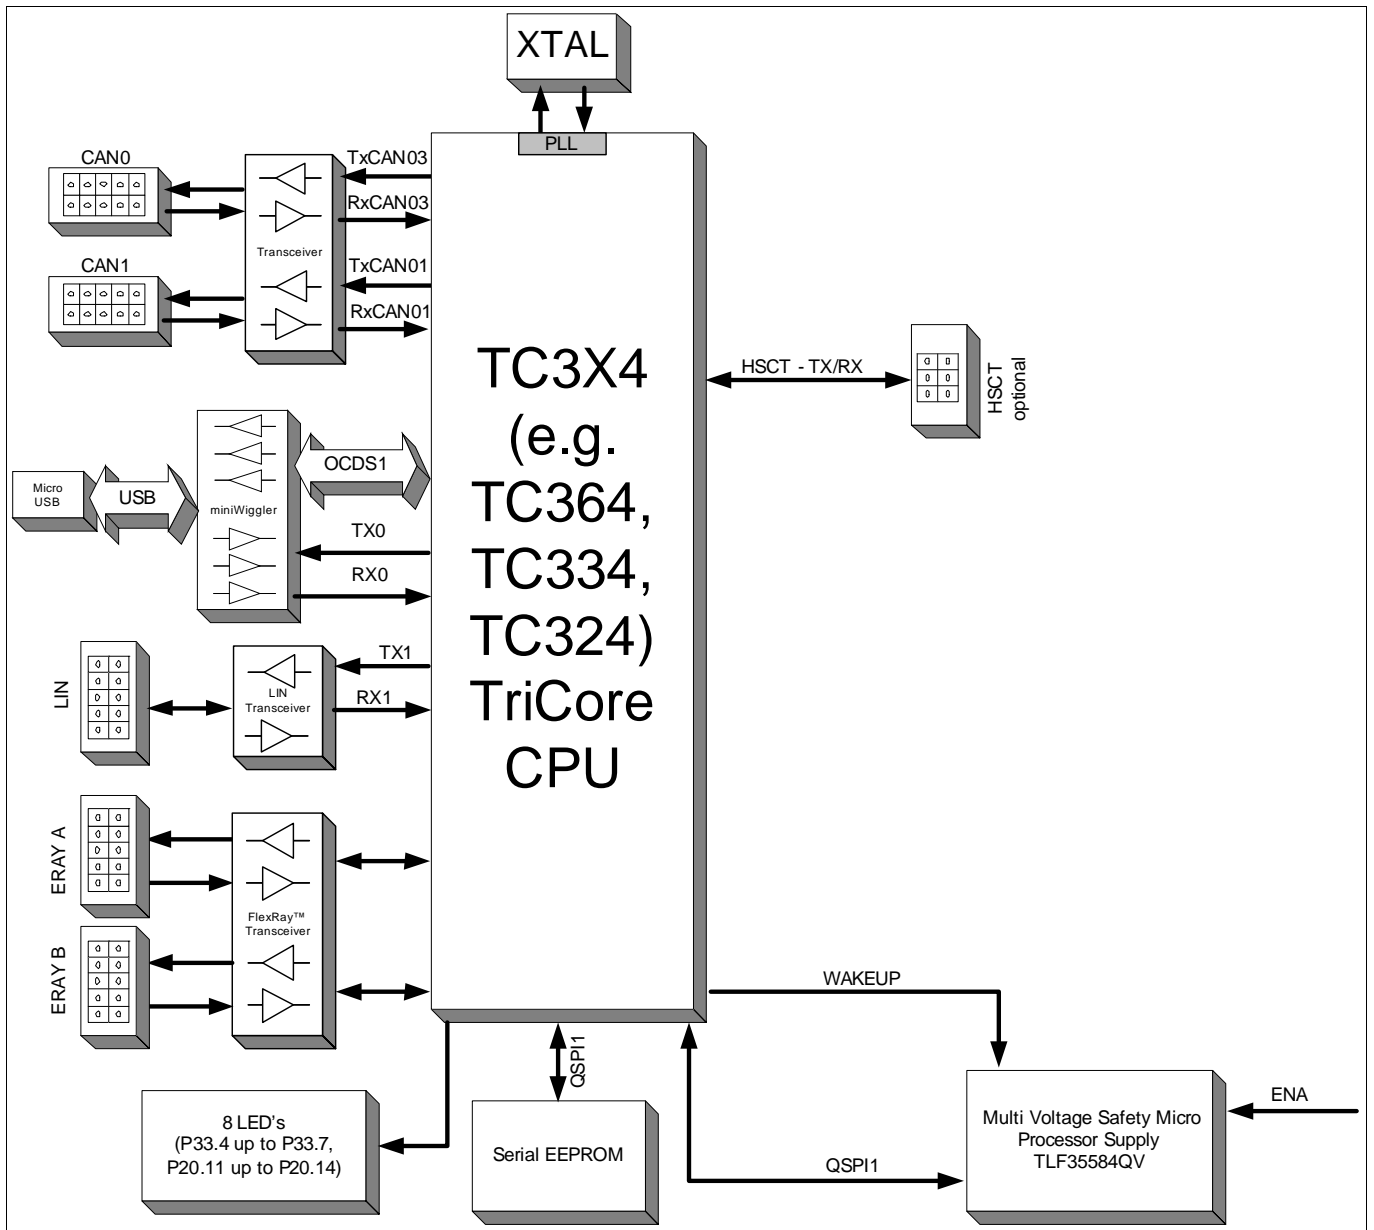 XTAL
PLL
CAN0
TxCAN03
RxCAN03
Transceiver
CAN1
TxCAN01
RxCAN01
TC3X4
(e.g.
TC364,
TC334,
TC324)
TriCore
CPU
HSCT - TX/RX
HSCT
optional
Micro
USB
USB
miniWiggler
OCDS1
TX0
RX0
LIN
LIN
Transceiver
TX1
RX1
ERAY A
ERAY B
FlexRay™
Transceiver
WAKEUP
QSPI1
8 LED's
(P33.4 up to P33.7,
P20.11 up to P20.14)
Serial EEPROM
QSPI1
Multi Voltage Safety Micro
Processor Supply
TLF35584QV
ENA